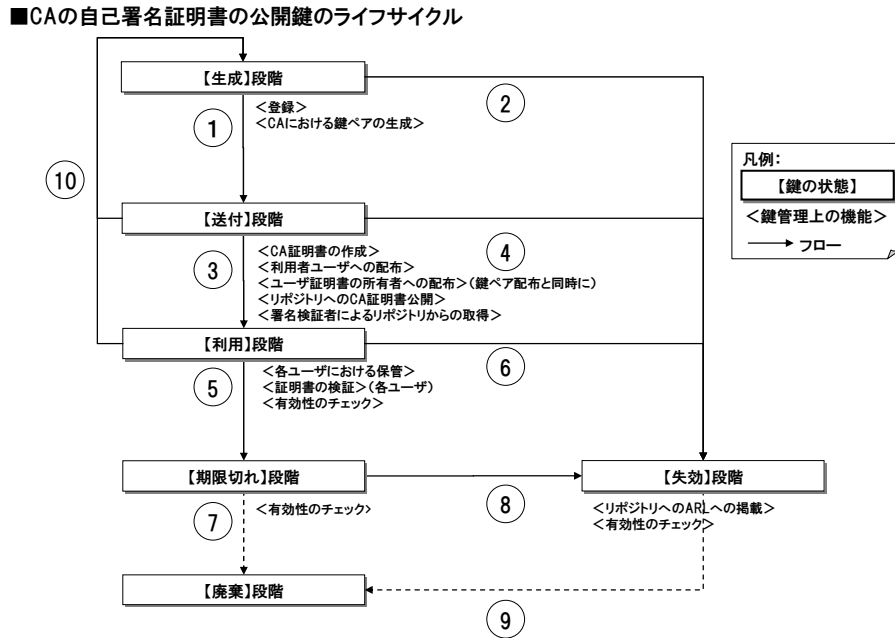 ■CAの自己署名証明書の公開鍵のライフサイクル
【生成】段階
②
＜登録＞
＜CAにおける鍵ペアの生成＞
①
凡例：
【鍵の状態】
＜鍵管理上の機能＞
フロー
⑩
【送付】段階
＜CA証明書の作成＞
④
＜利用者ユーザへの配布＞
③
＜ユーザ証明書の所有者への配布＞（鍵ペア配布と同時に）
＜リポジトリへのCA証明書公開＞
＜署名検証者によるリポジトリからの取得＞
【利用】段階
＜各ユーザにおける保管＞
⑥
＜証明書の検証＞（各ユーザ）
⑤
＜有効性のチェック＞
【期限切れ】段階
【失効】段階
⑧
＜有効性のチェック＞
⑦
＜リポジトリへのARLへの掲載＞
＜有効性のチェック＞
【廃棄】段階
⑨